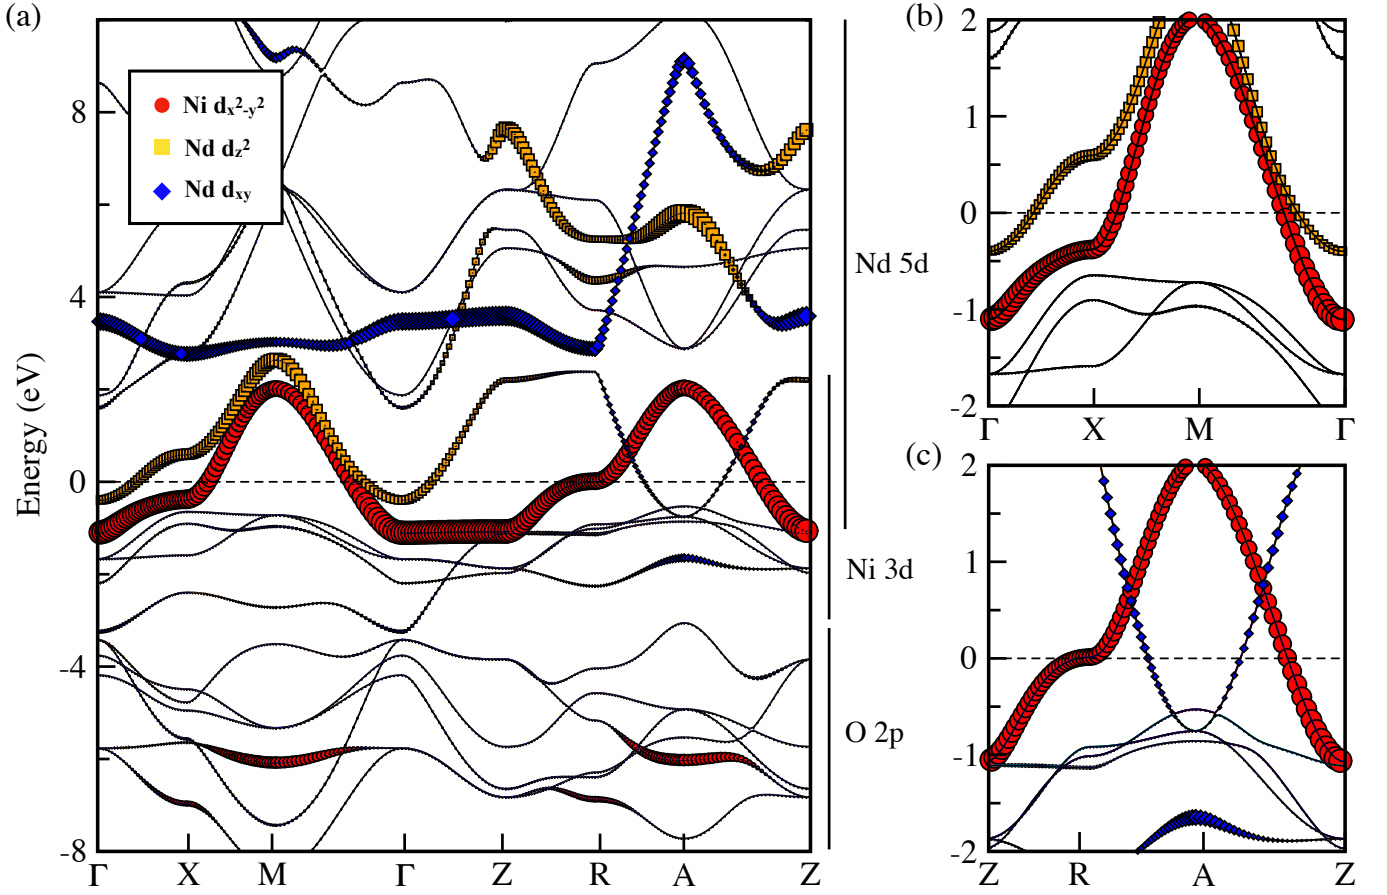 (a)
Energy (eV)
8
4
0
-4
-8
Ni dx²-y²
Nd dz²
Nd dxy
Γ X M Γ Z R A Z
Nd 5d
Ni 3d
O 2p
(b)
2
1
0
-1
-2
Γ X M Γ
(c)
2
1
0
-1
-2
Z R A Z